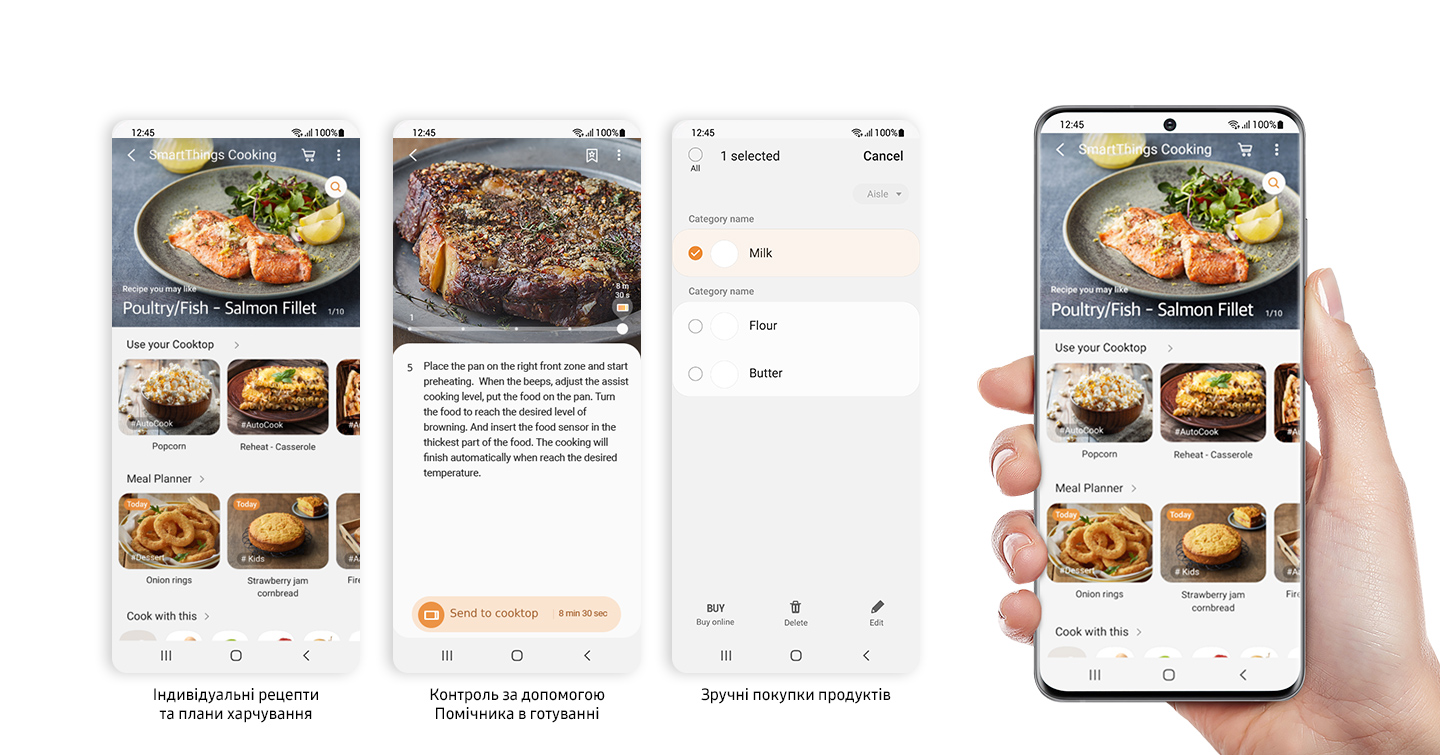 12:45
100%
SmartThings Cooking
Recipe you may like
Poultry/Fish - Salmon Fillet 1/10
Use your Cooktop
#AutoCook
#AutoCook
Popcorn
Reheat - Casserole
Meal Planner
Today
Today
#Dessert
# Kids
Onion rings
Strawberry jam
cornbread
Cook with this
Індивідуальні рецепти
та плани харчування
12:45
100%
8 m
30 s
1
5 Place the pan on the right front zone and start
preheating. When the beeps, adjust the assist
cooking level, put the food on the pan. Turn
the food to reach the desired level of
browning. And insert the food sensor in the
thickest part of the food. The cooking will
finish automatically when reach the desired
temperature.
Send to cooktop 8 min 30 sec
Контроль за допомогою
Помічника в готуванні
12:45
100%
1 selected
Cancel
All
Aisle
Category name
Milk
Category name
Flour
Butter
BUY
Buy online
Delete
Edit
Зручні покупки продуктів
12:45
100%
SmartThings Cooking
Recipe you may like
Poultry/Fish - Salmon Fillet 1/10
Use your Cooktop
#AutoCook
#AutoCook
Popcorn
Reheat - Casserole
Meal Planner
Today
Today
#Dessert
# Kids
Onion rings
Strawberry jam
cornbread
Cook with this